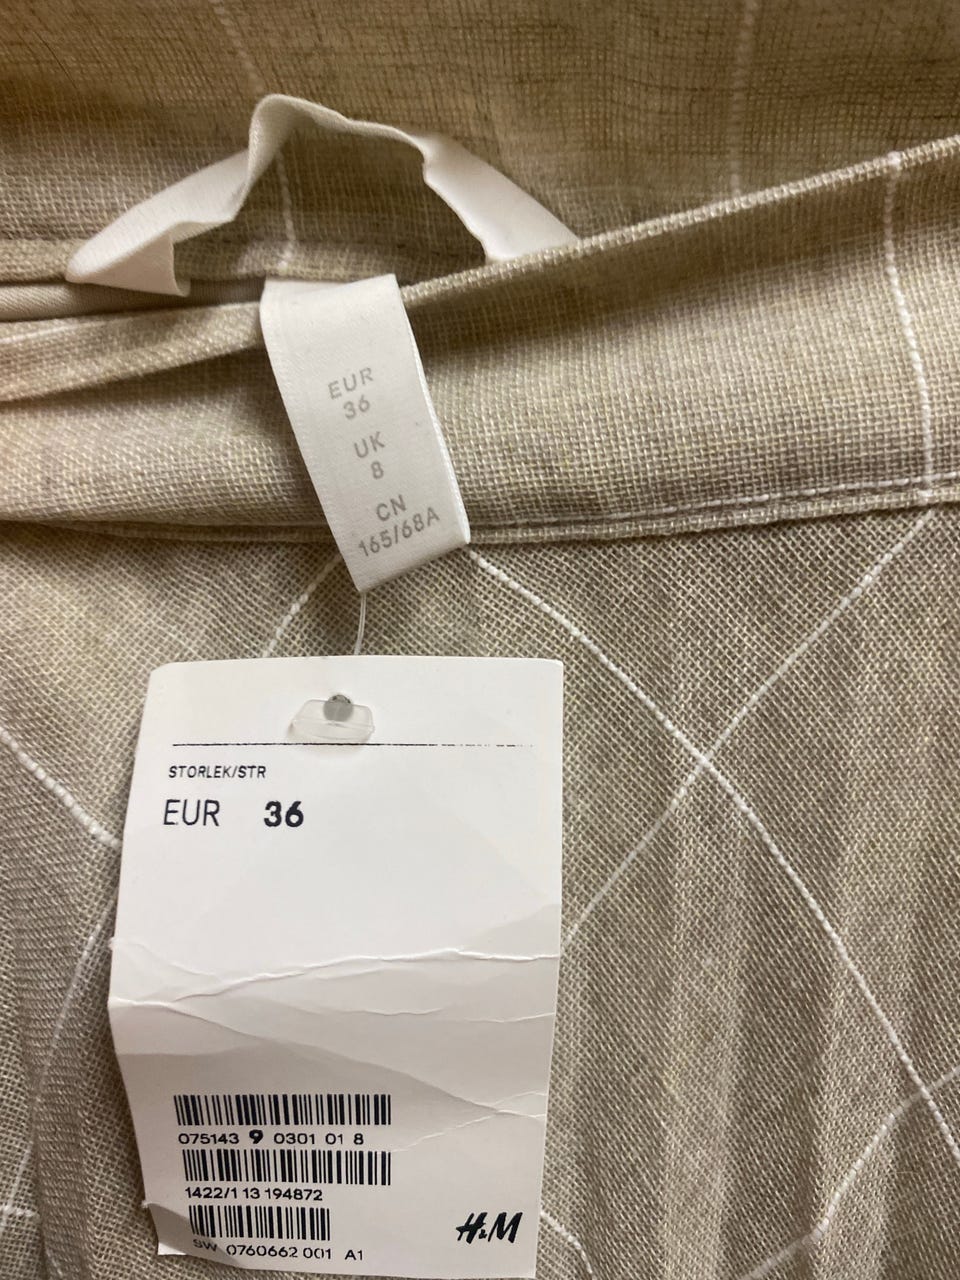 EUR
36
UK
8
CN
165/68A
STORLEK/STR
EUR 36
075143 9 0301 01 8
1422/1 13 194872
SW 0760662 001 A1
H&M